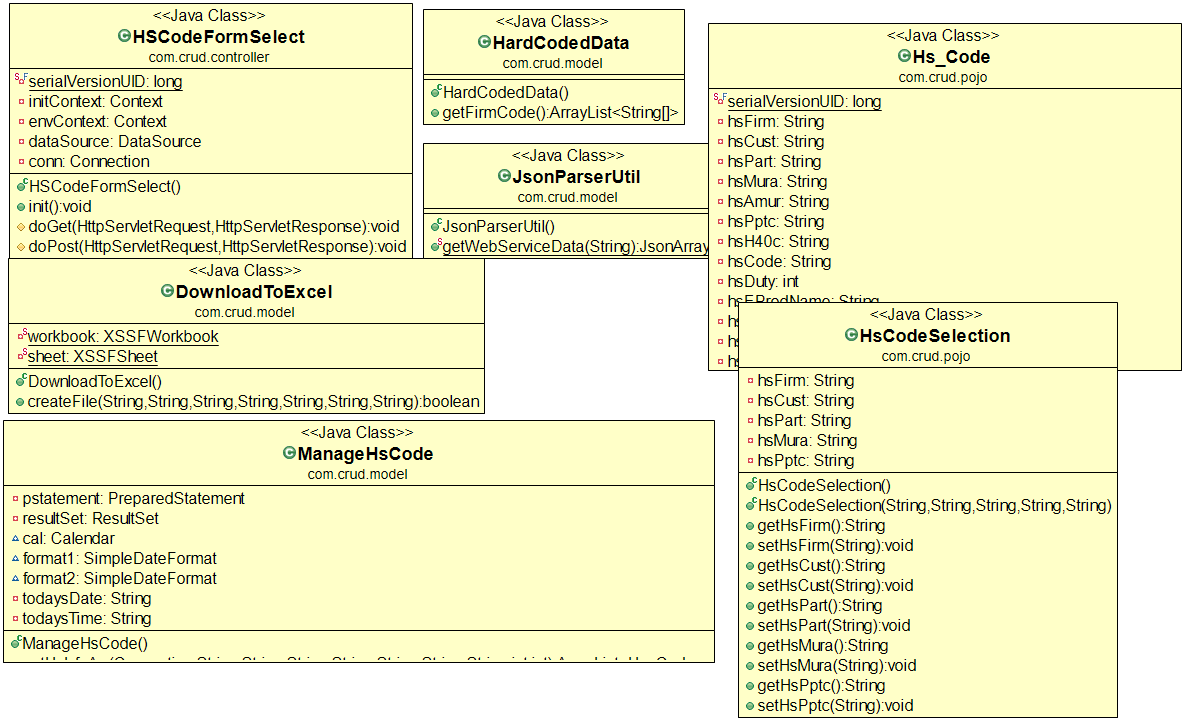 <<Java Class>>
HSCodeFormSelect
com.crud.controller
serialVersionUID: long
initContext: Context
envContext: Context
dataSource: DataSource
conn: Connection
HSCodeFormSelect()
init():void
doGet(HttpServletRequest,HttpServletResponse):void
doPost(HttpServletRequest,HttpServletResponse):void
<<Java Class>>
HardCodedData
com.crud.model
HardCodedData()
getFirmCode():ArrayList<String[]>
<<Java Class>>
JsonParserUtil
com.crud.model
JsonParserUtil()
getWebServiceData(String):JsonArray
<<Java Class>>
Hs_Code
com.crud.pojo
serialVersionUID: long
hsFirm: String
hsCust: String
hsPart: String
hsMura: String
hsAmur: String
hsPptc: String
hsH40c: String
hsCode: String
hsDuty: int
hsEProdName: String
<<Java Class>>
DownloadToExcel
com.crud.model
workbook: XSSFWorkbook
sheet: XSSFSheet
DownloadToExcel()
createFile(String,String,String,String,String,String,String):boolean
<<Java Class>>
HsCodeSelection
com.crud.pojo
hsFirm: String
hsCust: String
hsPart: String
hsMura: String
hsPptc: String
HsCodeSelection()
HsCodeSelection(String,String,String,String,String)
getHsFirm():String
setHsFirm(String):void
getHsCust():String
setHsCust(String):void
getHsPart():String
setHsPart(String):void
getHsMura():String
setHsMura(String):void
getHsPptc():String
setHsPptc(String):void
<<Java Class>>
ManageHsCode
com.crud.model
pstatement: PreparedStatement
resultSet: ResultSet
cal: Calendar
format1: SimpleDateFormat
format2: SimpleDateFormat
todaysDate: String
todaysTime: String
ManageHsCode()